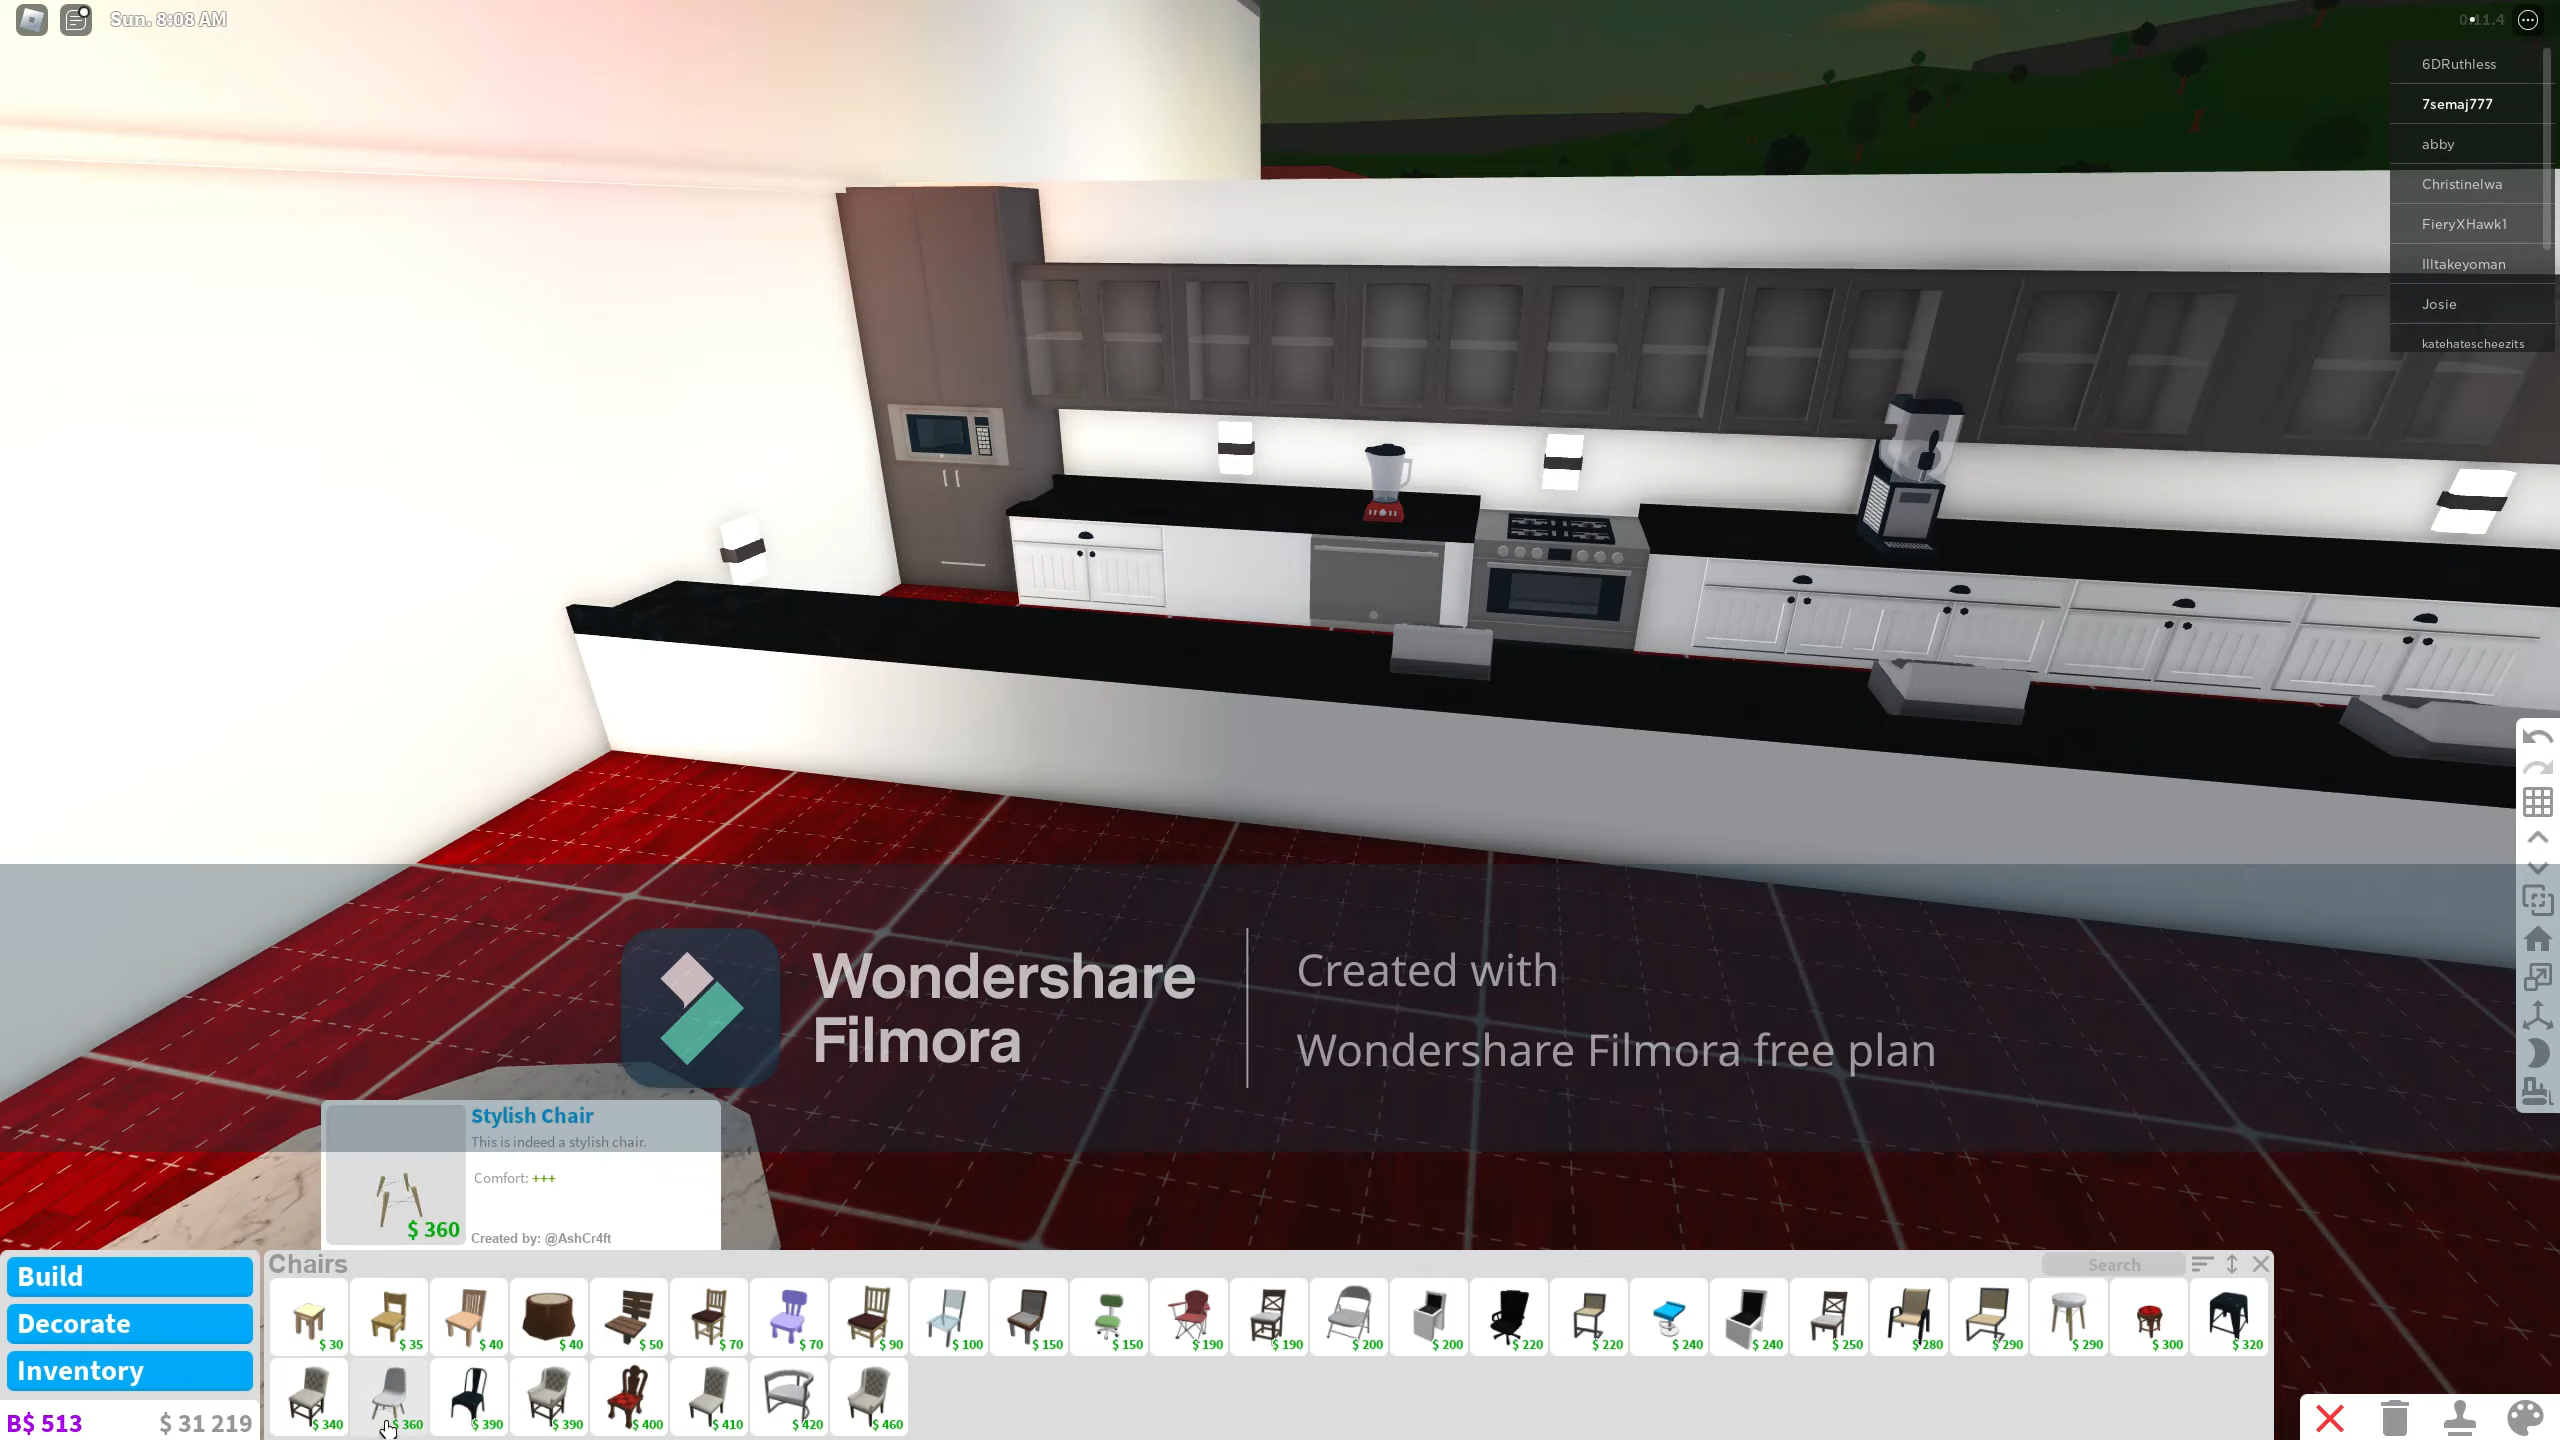 Sun. 8:08 AM
6DRuthless
7semaj777
abby
Christinelwa
FieryXHawk1
Illtakeyoman
Josie
katehatescheezits
Wondershare
Filmora
Created with
Wondershare Filmora free plan
Stylish Chair
This is indeed a stylish chair.
Comfort: +++
$ 360
Created by: @AshCr4ft
Build
Decorate
Inventory
B$ 513
$ 31 219
Chairs
Search
$ 30
$ 35
$ 40
$ 40
$ 50
$ 70
$ 70
$ 90
$ 100
$ 150
$ 150
$ 190
$ 190
$ 200
$ 200
$ 220
$ 220
$ 240
$ 240
$ 250
$ 280
$ 290
$ 290
$ 300
$ 320
$ 340
$ 360
$ 390
$ 390
$ 400
$ 410
$ 420
$ 460